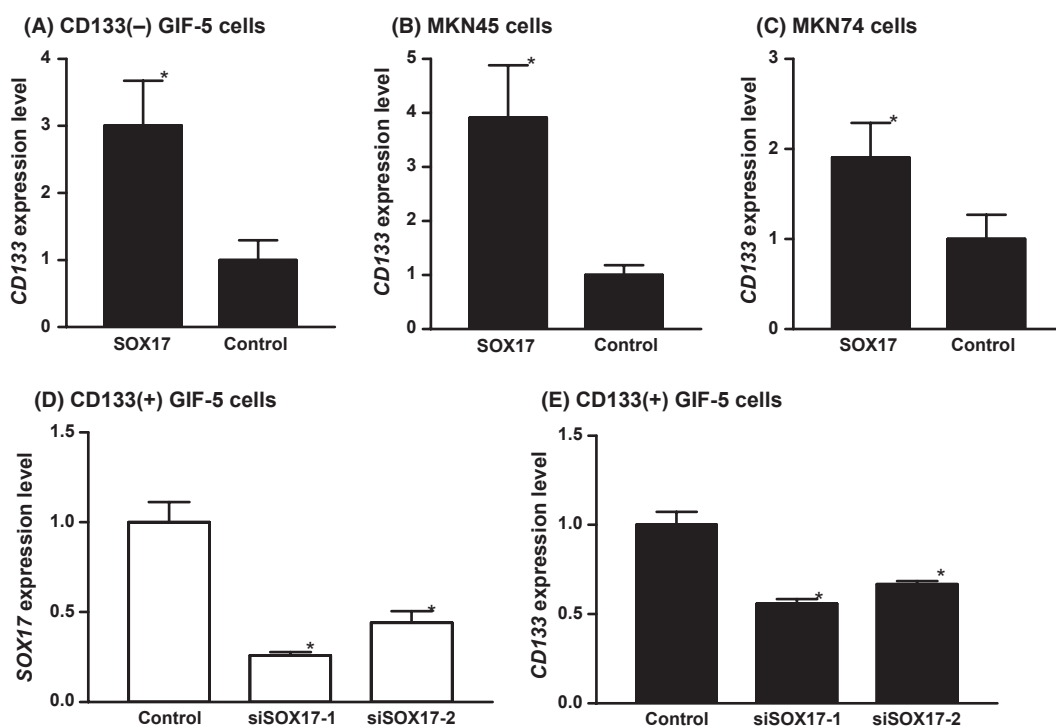 (A) CD133(–) GIF-5 cells
CD133 expression level
4
3
2
1
0
*
SOX17 Control
(B) MKN45 cells
CD133 expression level
5
4
3
2
1
0
*
SOX17 Control
(C) MKN74 cells
CD133 expression level
3
2
1
0
*
SOX17 Control
(D) CD133(+) GIF-5 cells
SOX17 expression level
1.5
1.0
0.5
0.0
*
*
Control siSOX17-1 siSOX17-2
(E) CD133(+) GIF-5 cells
CD133 expression level
1.5
1.0
0.5
0.0
*
*
Control siSOX17-1 siSOX17-2